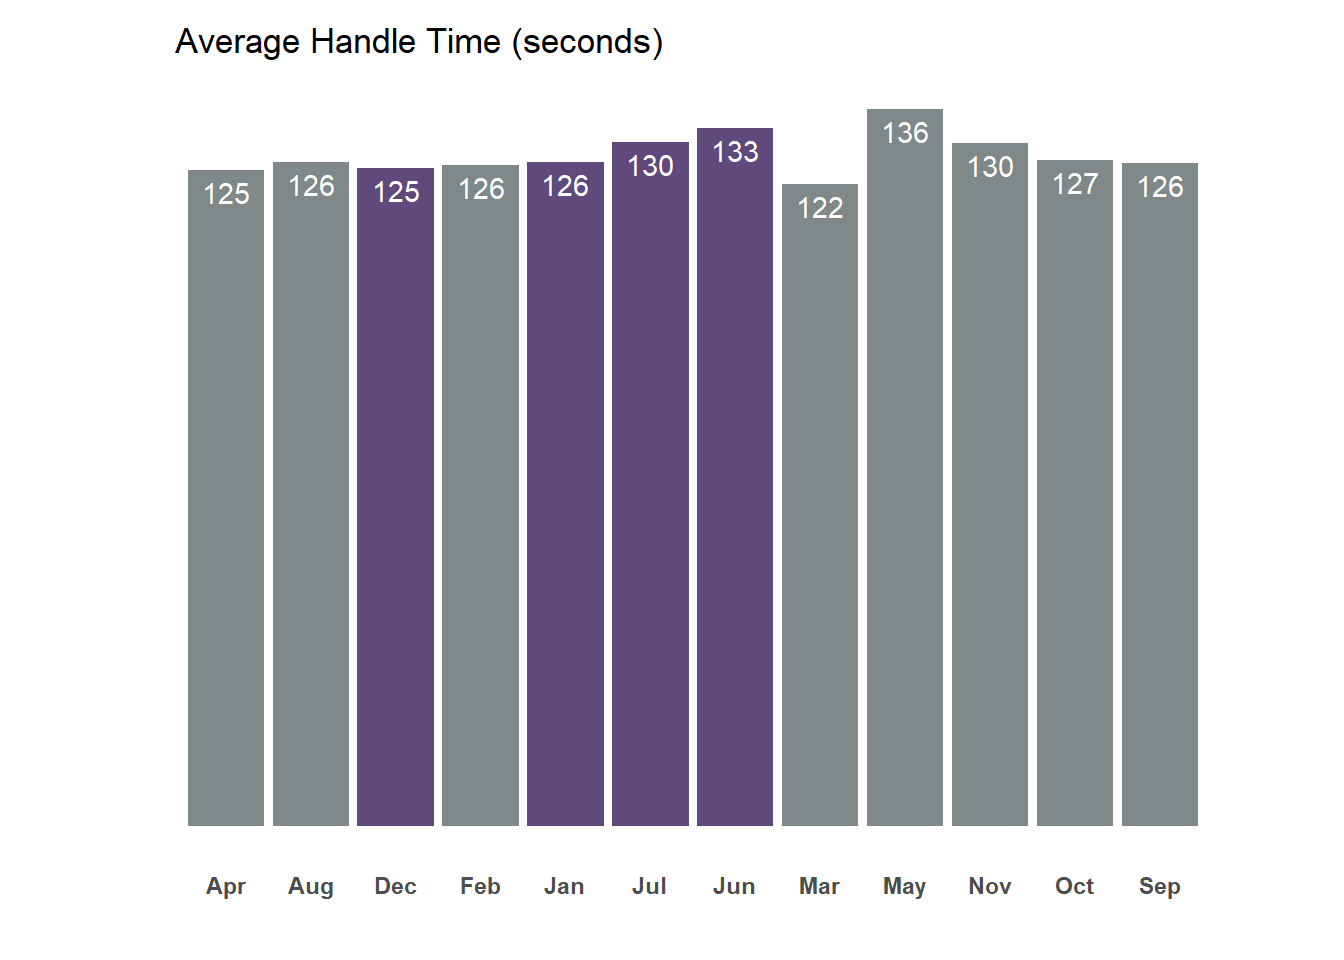 Average Handle Time (seconds)
125 126 125 126 126 130 133 122 136 130 127 126
Apr Aug Dec Feb Jan Jul Jun Mar May Nov Oct Sep